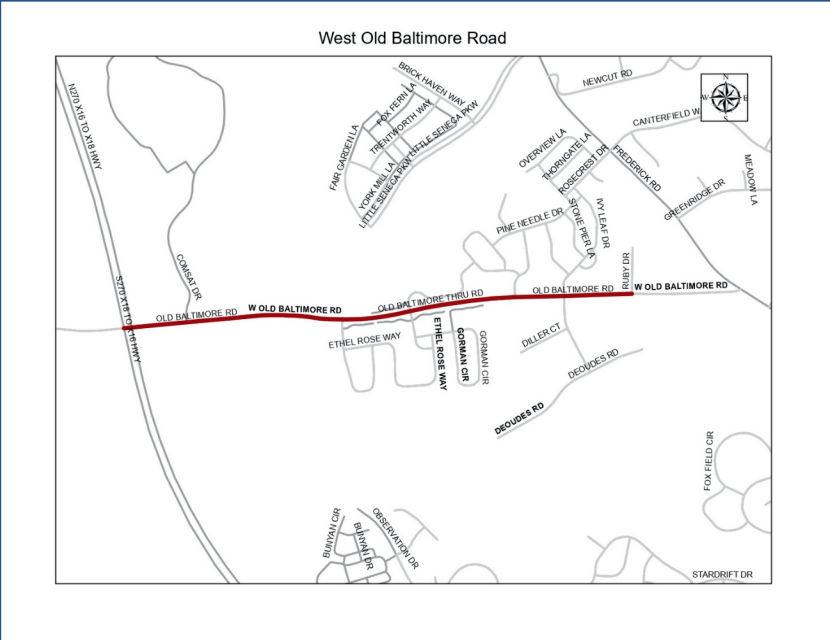 West Old Baltimore Road
BRICK HAVEN WAY
NEWCUT RD
N
W
E
S
N270 X16 TO X18 HWY
FOX FERN LA
TRENTWORTH WAY
LITTLE SENECA PKW
CANTERFIELD W
FAIR GARDEN LA
YORK MILL LA
LITTLE SENECA PKW
OVERVIEW LA
THORNGATE LA
ROSECREST DR
FREDERICK RD
MEADOW LA
GREENRIDGE DR
PINE NEEDLE DR
STONE PIER LA
IVY LEAF DR
COMSAT DR
RUBY DR
S270 X18 TO X16 HWY
OLD BALTIMORE RD
W OLD BALTIMORE RD
OLD BALTIMORE THRU RD
OLD BALTIMORE RD
W OLD BALTIMORE RD
ETHEL ROSE WAY
ETHEL ROSE WAY
GORMAN CIR
GORMAN CIR
DILLER CT
DEOUDES RD
DEOUDES RD
FOX FIELD CIR
BUNYAN CIR
BUNYAN DR
OBSERVATION DR
STARDRIFT DR